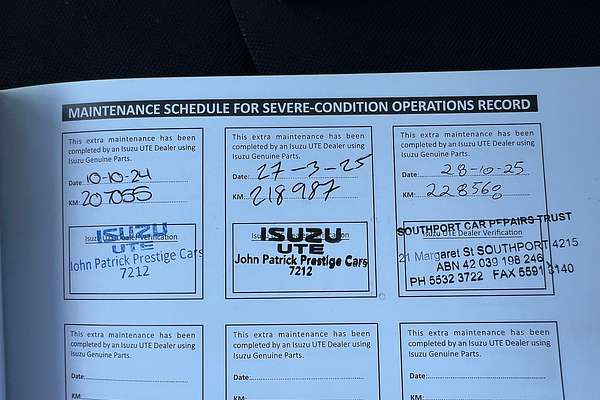 MAINTENANCE SCHEDULE FOR SEVERE-CONDITION OPERATIONS RECORD
This extra maintenance has been
completed by an Isuzu UTE Dealer using
Isuzu Genuine Parts.
Date: 10-10-24
KM: 207055
Isuzu UTE Dealer Verification
ISUZU
UTE
John Patrick Prestige Cars
7212
This extra maintenance has been
completed by an Isuzu UTE Dealer using
Isuzu Genuine Parts.
Date: 27-3-25
KM: 218987
ISUZU
UTE
John Patrick Prestige Cars
7212
This extra maintenance has been
completed by an Isuzu UTE Dealer using
Isuzu Genuine Parts.
Date: 28-10-25
KM: 228568
SOUTHPORT CAR REPAIRS TRUST
Isuzu UTE Dealer Verification
21 Margaret St SOUTHPORT 4215
ABN 42 039 196 246
PH 5532 3722 FAX 5591 3140
This extra maintenance has been
completed by an Isuzu UTE Dealer using
Isuzu Genuine Parts.
Date:
KM:
This extra maintenance has been
completed by an Isuzu UTE Dealer using
Isuzu Genuine Parts.
Date:
KM:
This extra maintenance has been
completed by an Isuzu UTE Dealer using
Isuzu Genuine Parts.
Date:
KM: